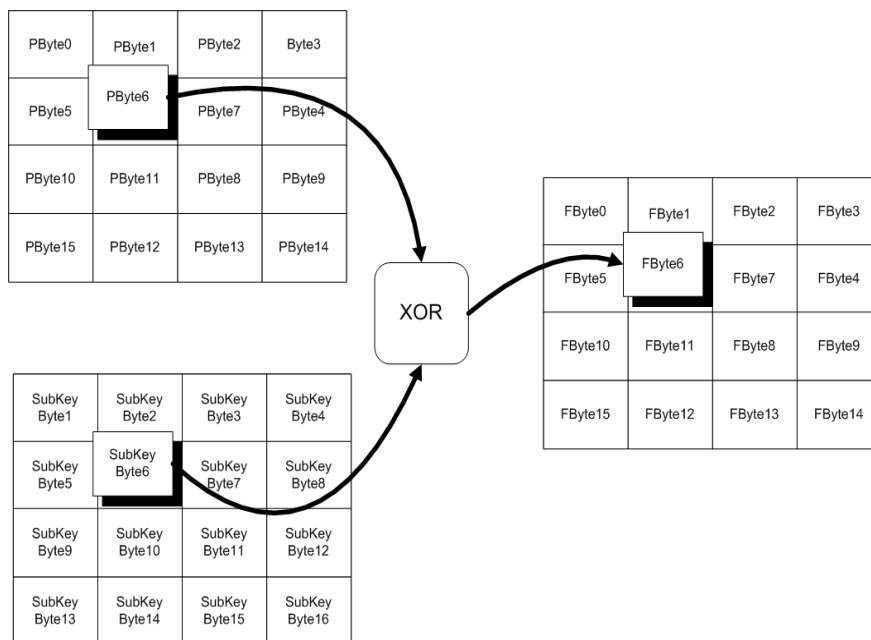 PByte0 PByte1 PByte2 Byte3
PByte5 PByte6 PByte7 PByte4
PByte10 PByte11 PByte8 PByte9
PByte15 PByte12 PByte13 PByte14
XOR
FByte0 FByte1 FByte2 FByte3
FByte5 FByte6 FByte7 FByte4
FByte10 FByte11 FByte8 FByte9
FByte15 FByte12 FByte13 FByte14
SubKey SubKey SubKey SubKey
Byte1 Byte2 Byte3 Byte4
SubKey SubKey SubKey SubKey
Byte5 Byte6 Byte7 Byte8
SubKey SubKey SubKey SubKey
Byte9 Byte10 Byte11 Byte12
SubKey SubKey SubKey SubKey
Byte13 Byte14 Byte15 Byte16